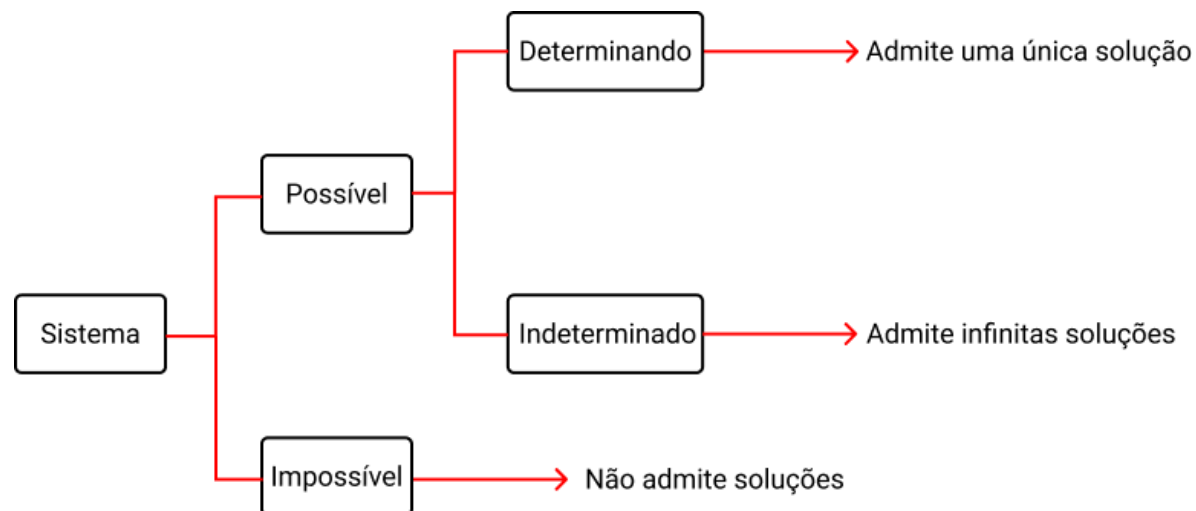 Determinando
Admite uma única solução
Possível
Sistema
Indeterminado
Admite infinitas soluções
Impossível
Não admite soluções